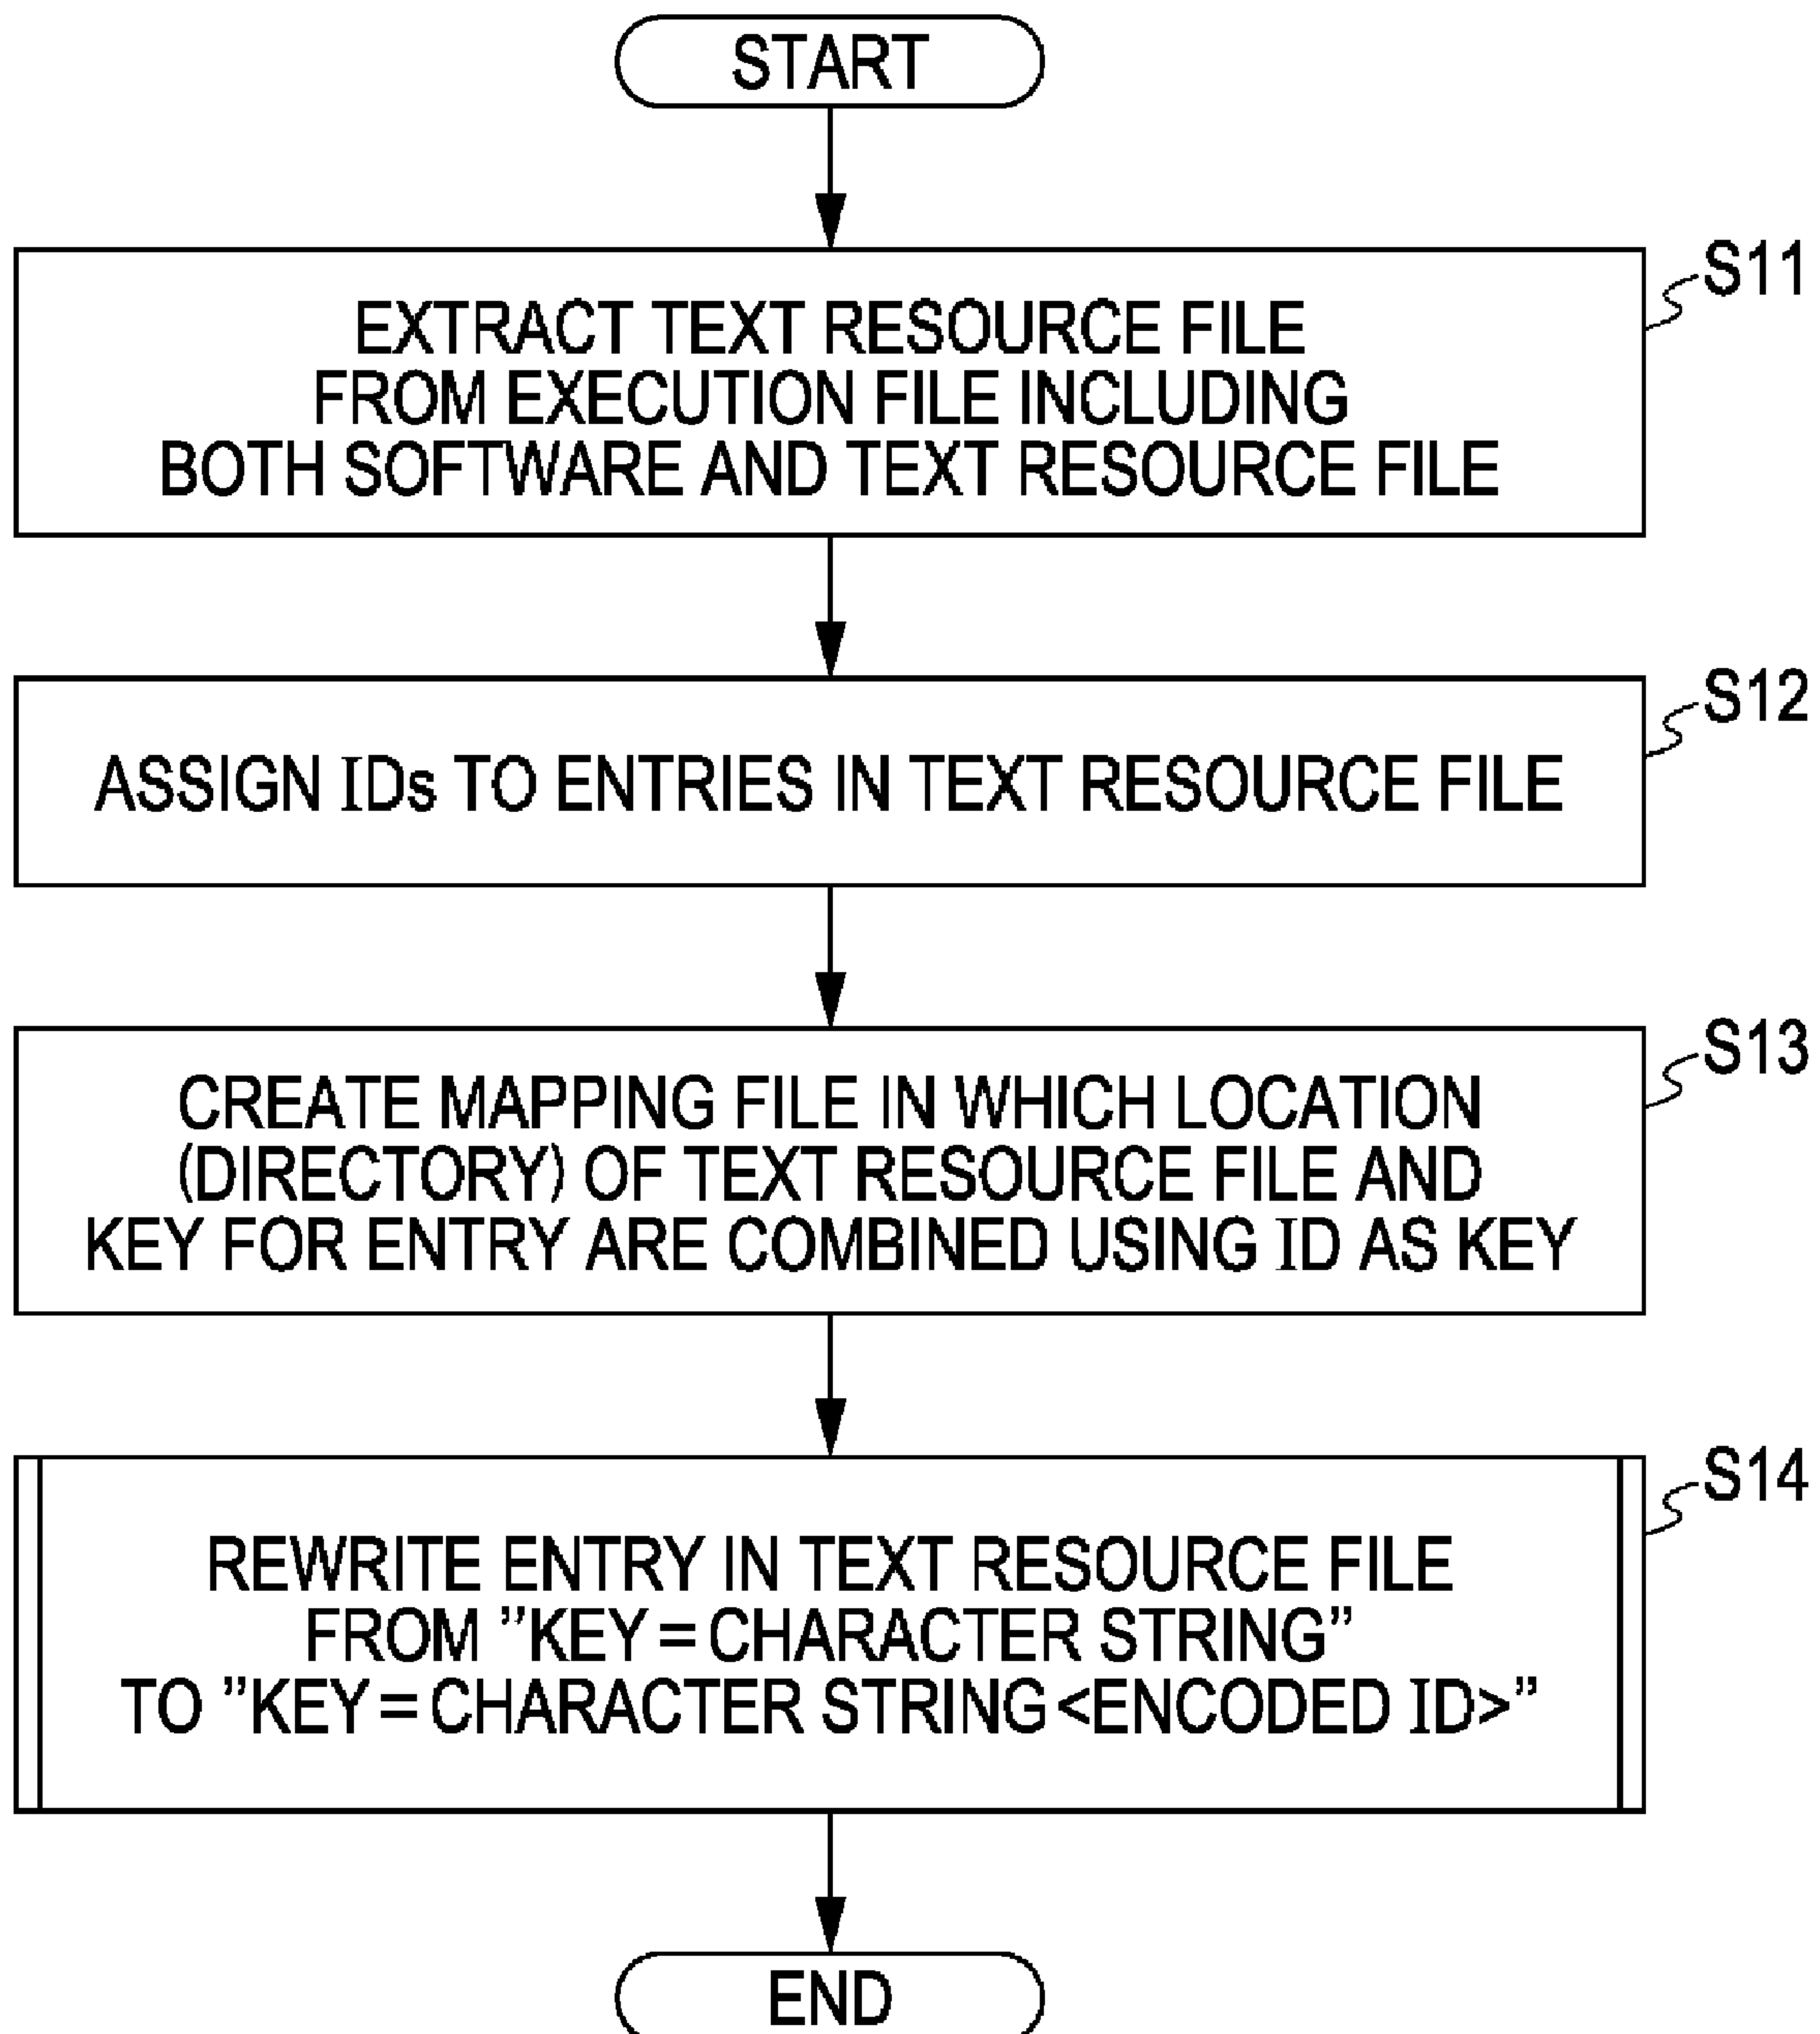 START
S11
EXTRACT TEXT RESOURCE FILE
FROM EXECUTION FILE INCLUDING
BOTH SOFTWARE AND TEXT RESOURCE FILE
S12
ASSIGN IDs TO ENTRIES IN TEXT RESOURCE FILE
S13
CREATE MAPPING FILE IN WHICH LOCATION
(DIRECTORY) OF TEXT RESOURCE FILE AND
KEY FOR ENTRY ARE COMBINED USING ID AS KEY
S14
REWRITE ENTRY IN TEXT RESOURCE FILE
FROM ”KEY=CHARACTER STRING”
TO ”KEY=CHARACTER STRING<ENCODED ID>”
END